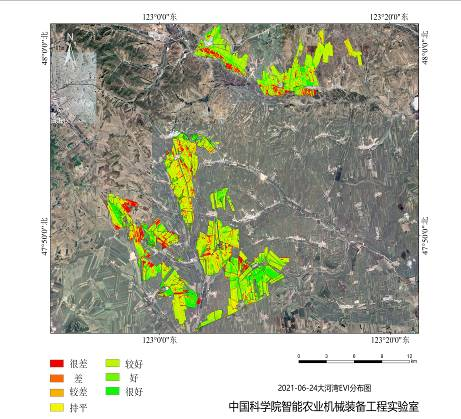 123°0'0"东 123°20'0"东
48°0'0"北 48°0'0"北
N
47°50'0"北 47°50'0"北
123°0'0"东 123°20'0"东
很差 较好
差 好
较差 很好
持平
0 3 6 9 12
km
2021-06-24大河湾EVI分布图
中国科学院智能农业机械装备工程实验室